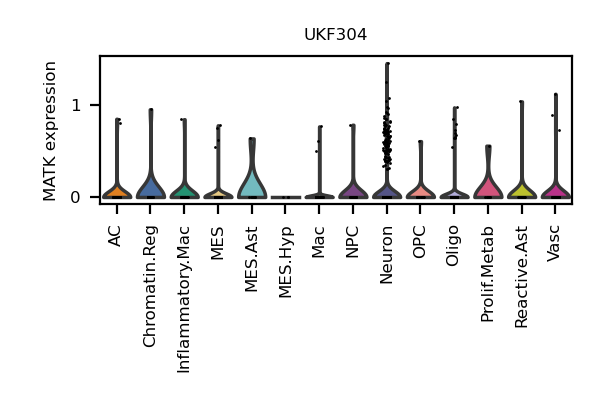 UKF304
MATK expression
1
0
AC
Chromatin.Reg
Inflammatory.Mac
MES
MES.Ast
MES.Hyp
Mac
NPC
Neuron
OPC
Oligo
Prolif.Metab
Reactive.Ast
Vasc